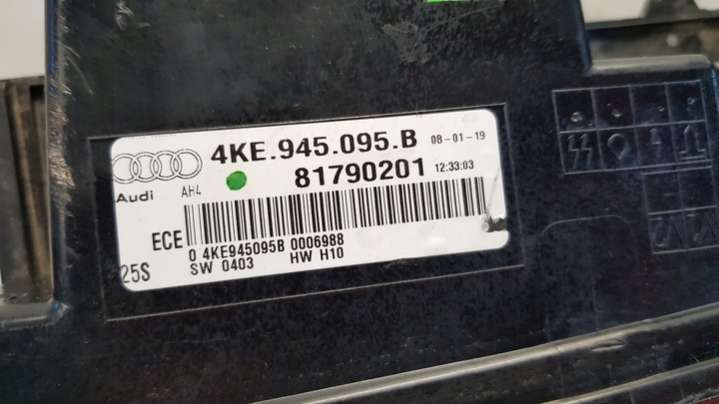 4KE.945.095.B 08-01-19
Audi AH4 81790201 12:33:03
ECE
0 4KE945095B 0006988
25S SW 0403 HW H10